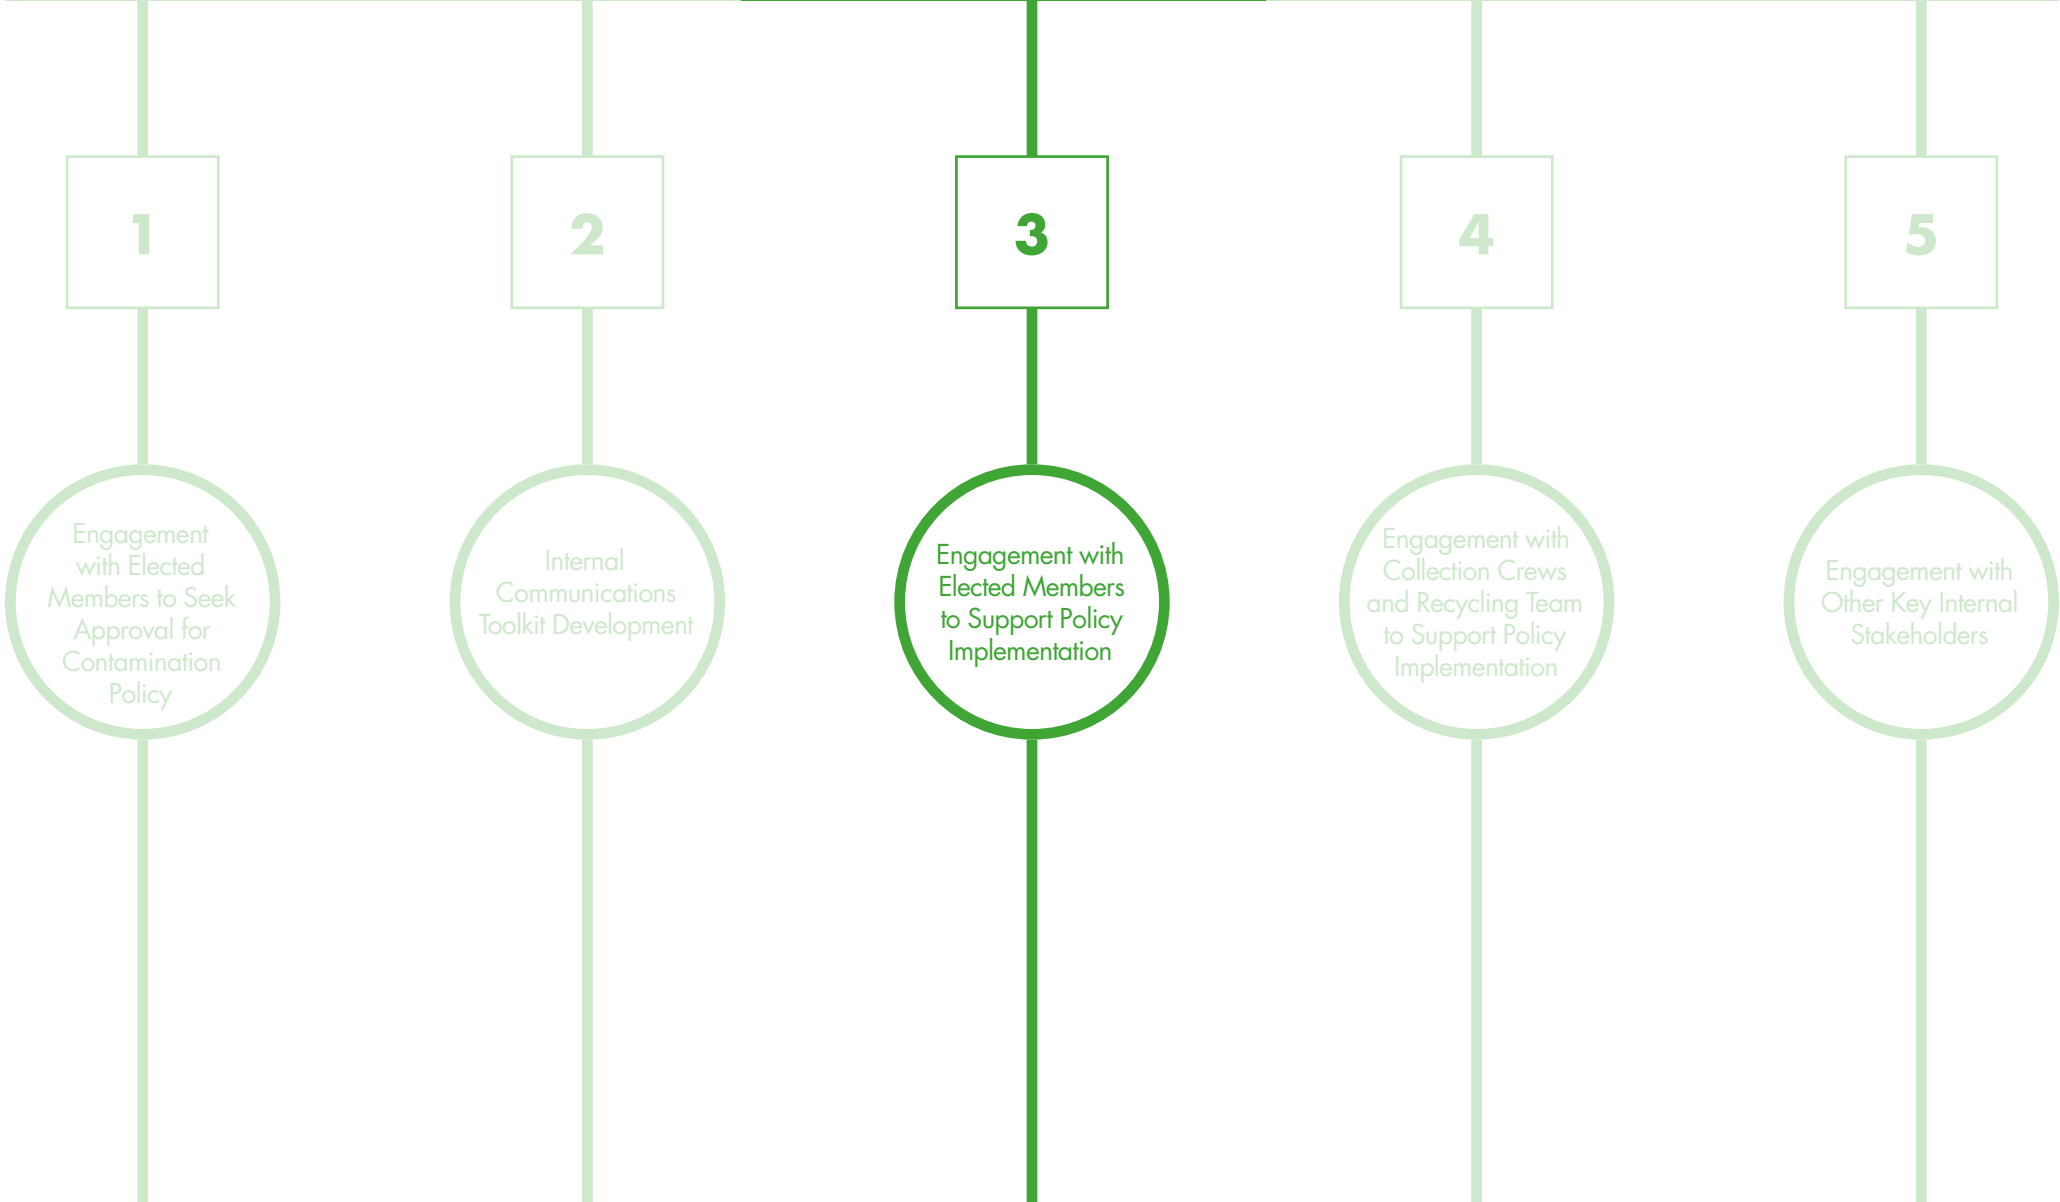 1
Engagement
with Elected
Members to Seek
Approval for
Contamination
Policy
2
Internal
Communications
Toolkit Development
3
Engagement with
Elected Members
to Support Policy
Implementation
4
Engagement with
Collection Crews
and Recycling Team
to Support Policy
Implementation
5
Engagement with
Other Key Internal
Stakeholders